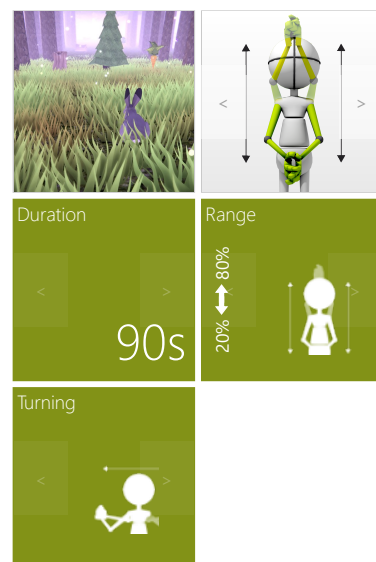 <
>
Duration
<
>
90s
Range
20% ↔ 80%
<
>
Turning
<
>